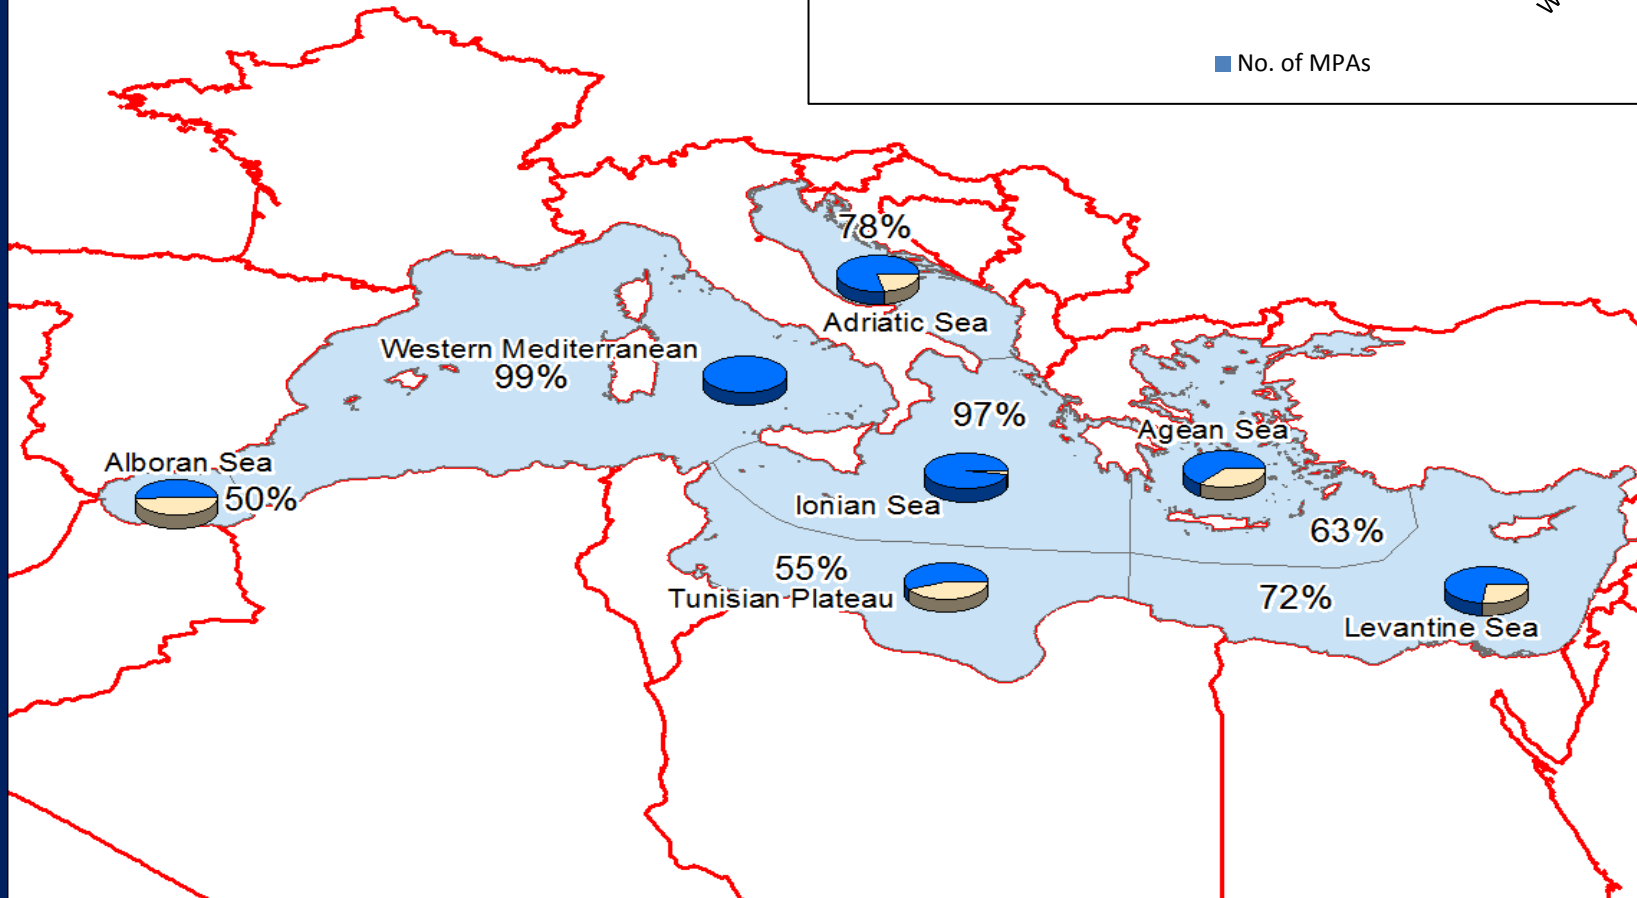 No. of MPAs
78%
Adriatic Sea
Western Mediterranean
99%
97%
Agean Sea
Alboran Sea
50%
Ionian Sea
63%
55%
Tunisian Plateau
72%
Levantine Sea